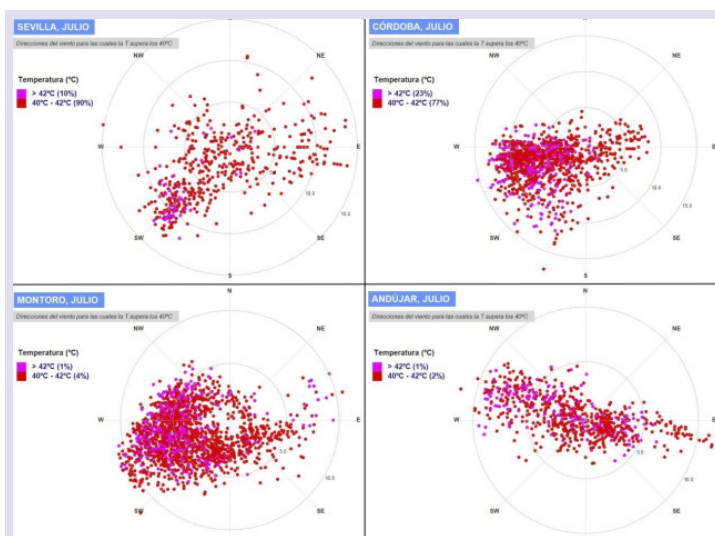 SEVILLA, JULIO
Direcciones del viento para las cuales la T supera los 40ºC
N
NW
NE
Temperatura (ºC)
> 42ºC (10%)
40ºC - 42ºC (90%)
W
E
10.0
15.0
SW
SE
S
CÓRDOBA, JULIO
Direcciones del viento para las cuales la T supera los 40ºC
NW
NE
Temperatura (ºC)
> 42ºC (23%)
40ºC - 42ºC (77%)
W
E
5.0
10.0
15.0
SW
SE
S
MONTORO, JULIO
Direcciones del viento para las cuales la T supera los 40ºC
N
NW
NE
Temperatura (ºC)
> 42ºC (1%)
40ºC - 42ºC (4%)
W
E
5.0
10.0
SW
SE
ANDÚJAR, JULIO
Direcciones del viento para las cuales la T supera los 40ºC
N
NW
NE
Temperatura (ºC)
> 42ºC (1%)
40ºC - 42ºC (2%)
W
E
5.0
10.0
SW
SE